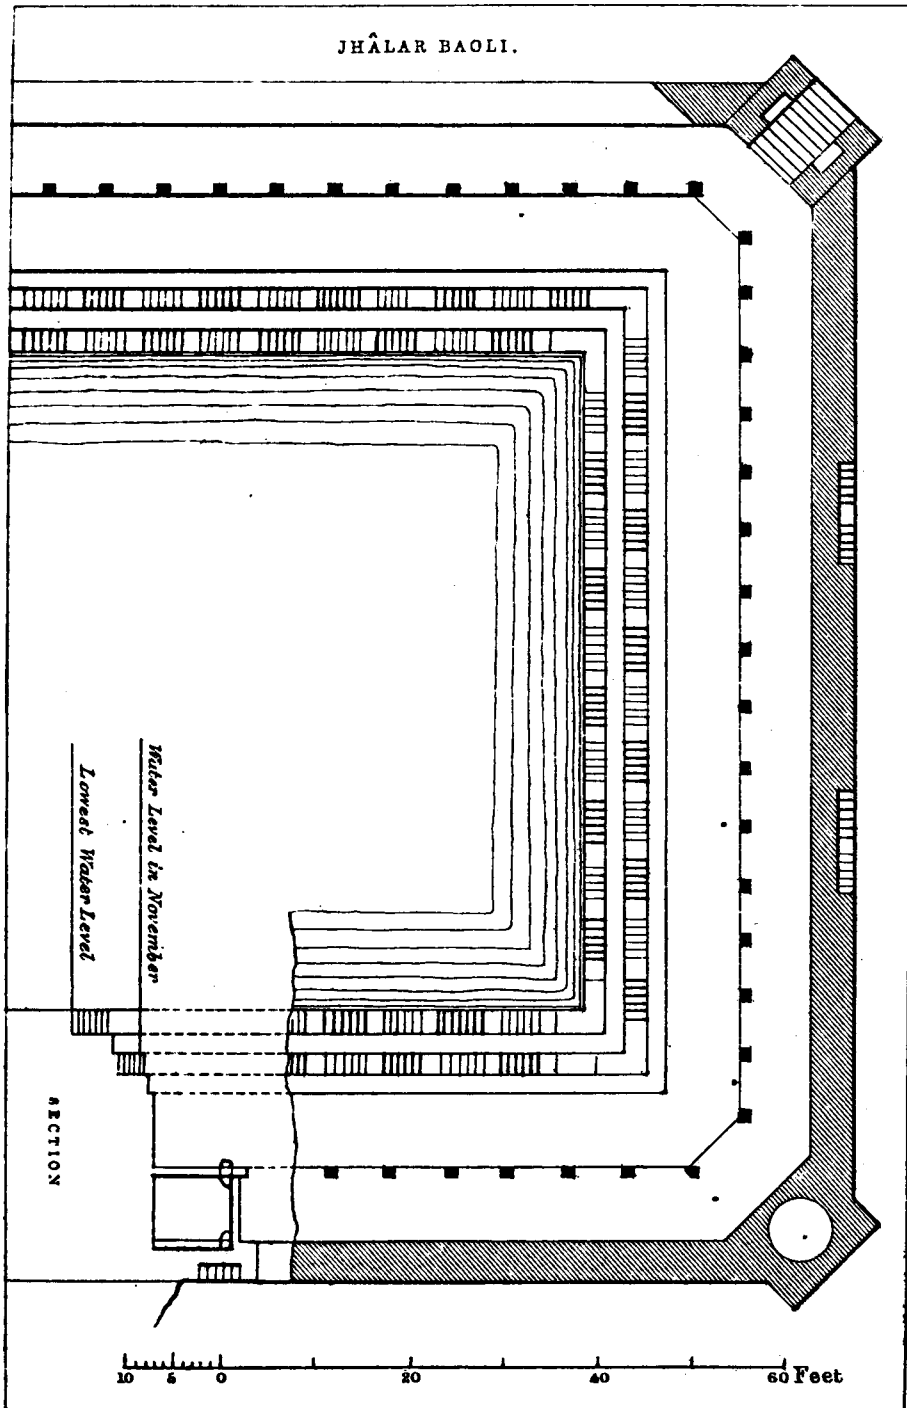 JHÂLAR BAOLI.
Water Level in November
Lowest Water Level
SECTION
10 5 0 20 40 60 Feet